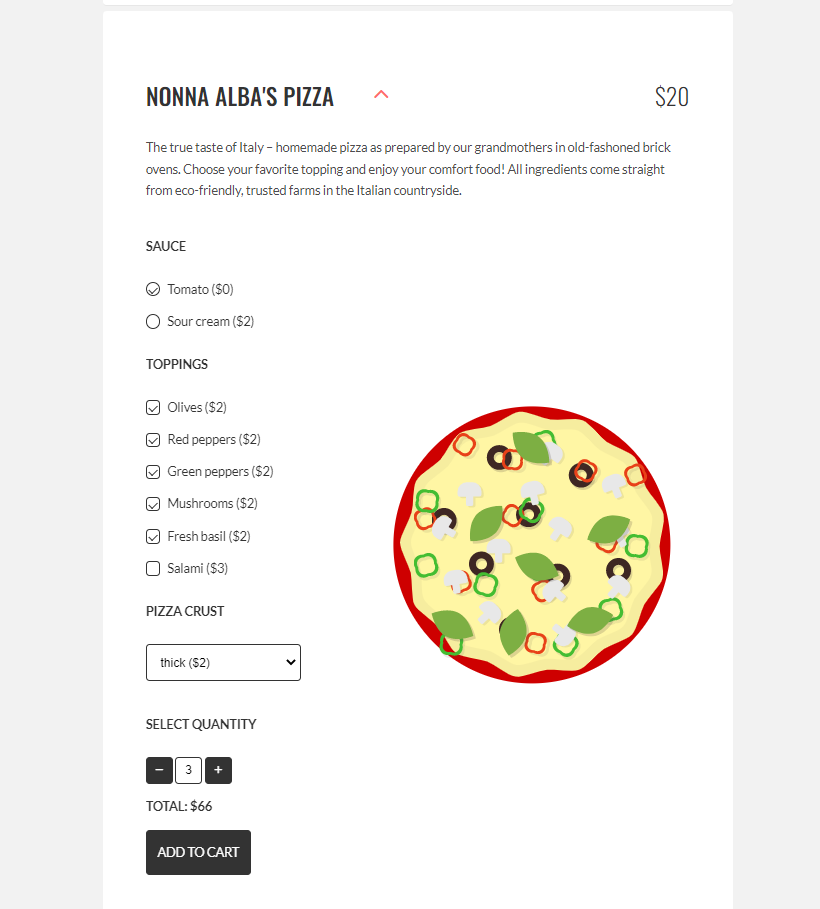 NONNA ALBA'S PIZZA $20
The true taste of Italy – homemade pizza as prepared by our grandmothers in old-fashoned brick
ovens. Choose your favorite topping and enjoy your comfort food! All ingredients come straight
from eco-friendly, trusted farms in the Italian countryside.
SAUCE
Tomato ($0)
Sour cream ($2)
TOPPINGS
Olives ($2)
Red peppers ($2)
Green peppers ($2)
Mushrooms ($2)
Fresh basil ($2)
Salami ($3)
PIZZA CRUST
thick ($2)
SELECT QUANTITY
− 3 +
TOTAL: $66
ADD TO CART